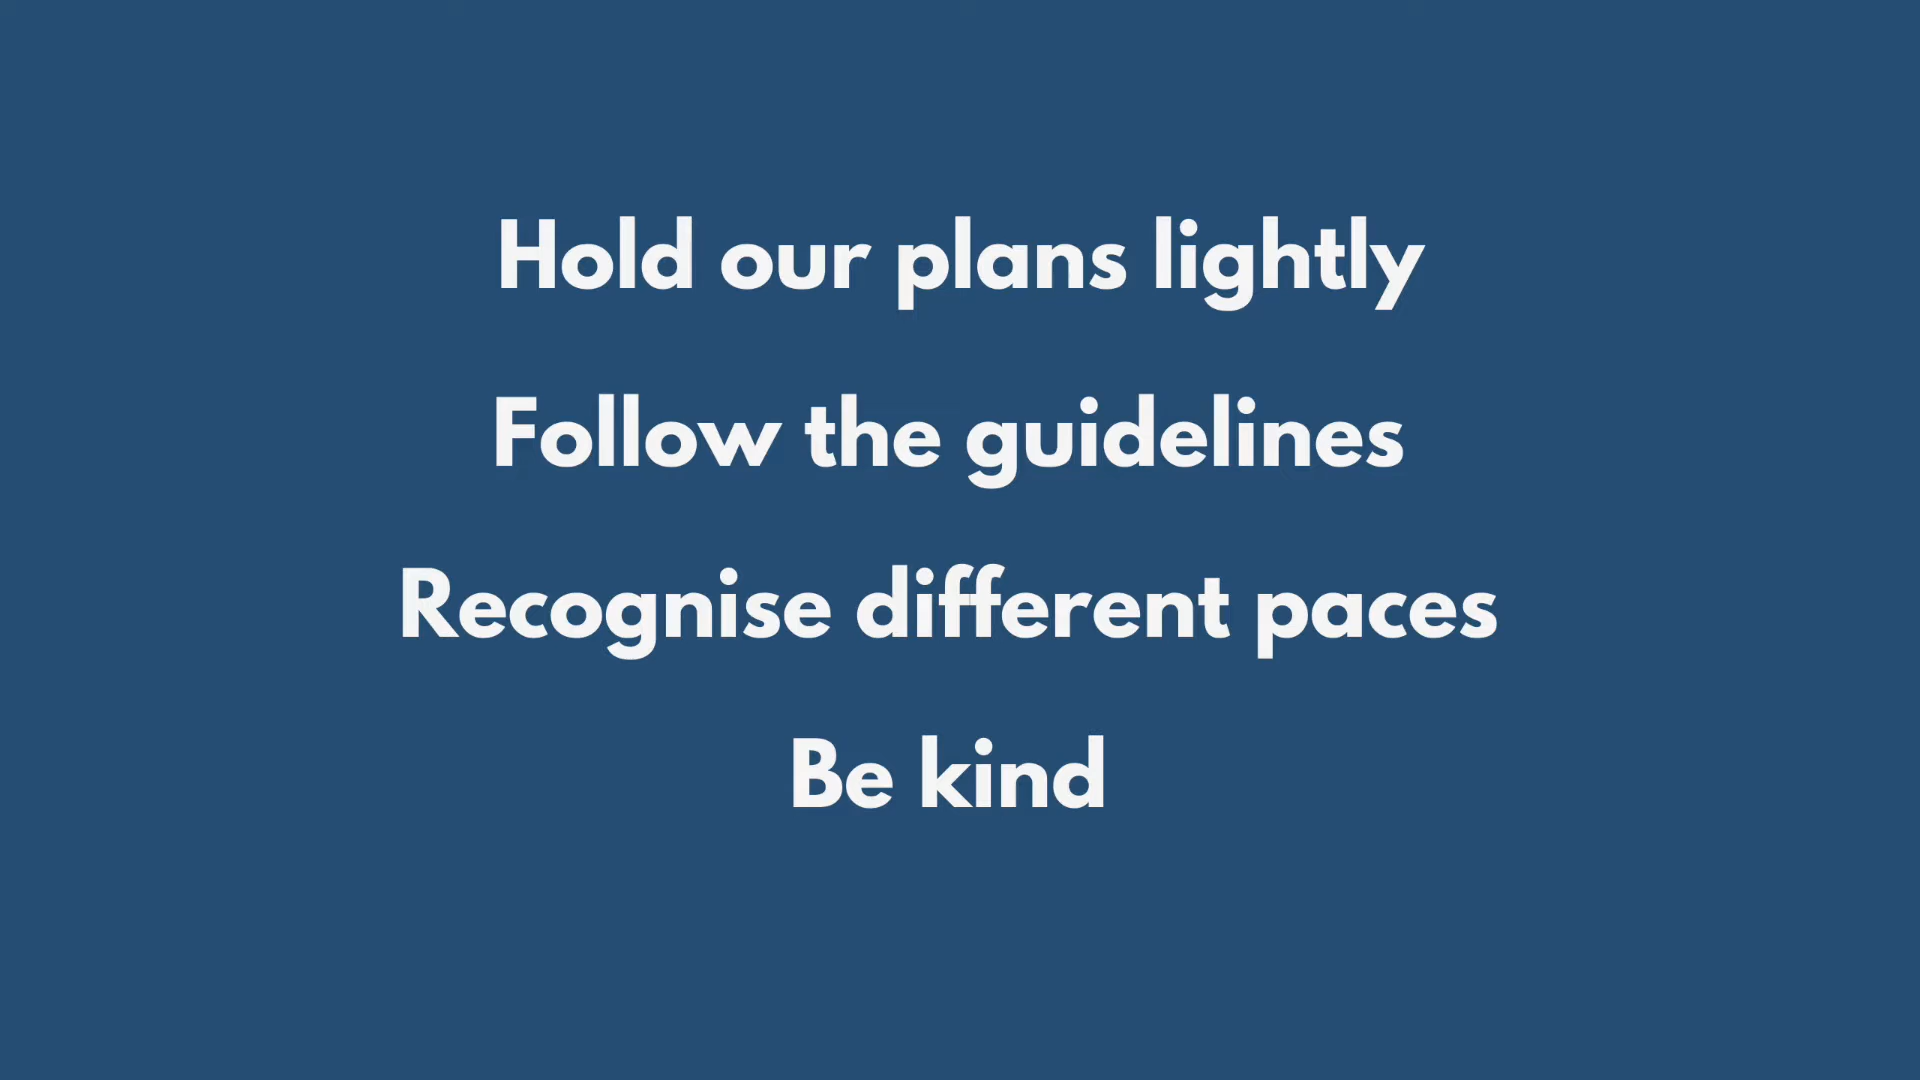 Hold our plans lightly
Follow the guidelines
Recognise different paces
Be kind